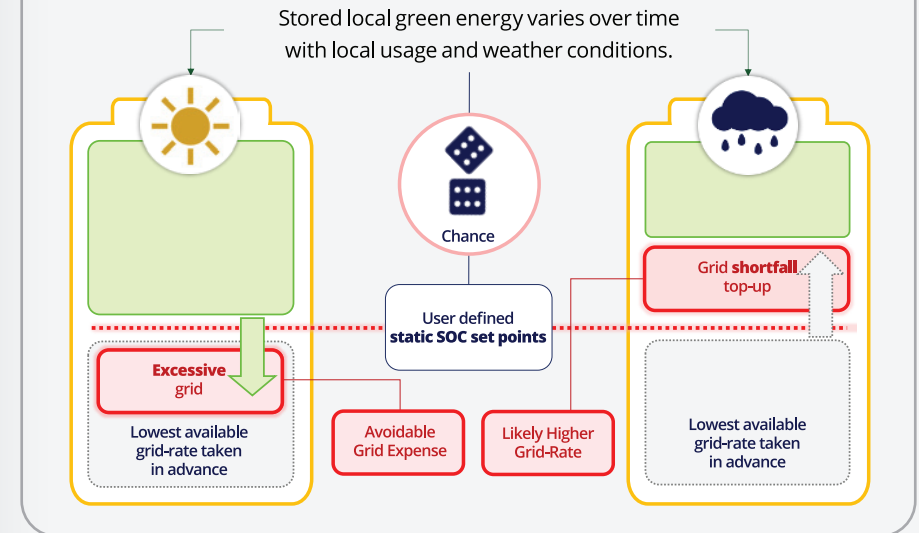 Stored local green energy varies over time
with local usage and weather conditions.
Chance
User defined
static SOC set points
Excessive
grid
Lowest available
grid-rate taken
in advance
Avoidable
Grid Expense
Likely Higher
Grid-Rate
Grid shortfall
top-up
Lowest available
grid-rate taken
in advance